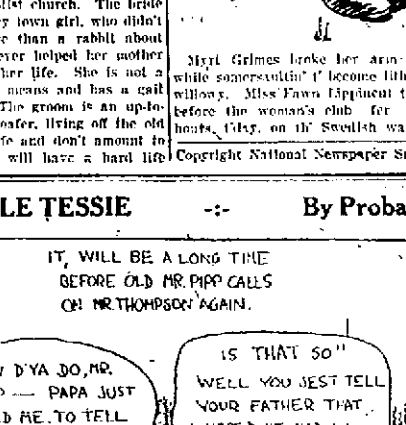 list church. The bride
town girl, who didn't
than a rabbit about
ever helped her mother
her life. She is not a
means and has a gait
The groom is an up-to-
oafer, living off the old
fe and don't amount to
will have a hard life
Myrt Grimes broke her arm
while somersaultin' t' become lith
willowy. Miss Fawn Lippincut t
before the woman's club fer
hours, t'day, on th' Swedish wa
Copyright National Newspaper S
LE TESSIE -:- By Proba
IT, WILL BE A LONG TIME
BEFORE OLD MR. PIPP CALLS
ON MR. THOMPSON AGAIN.
D'YA DO, MR.
PAPA JUST
ME. TO TELL
IS THAT SO"
WELL YOU JEST TELL
YOUR FATHER THAT